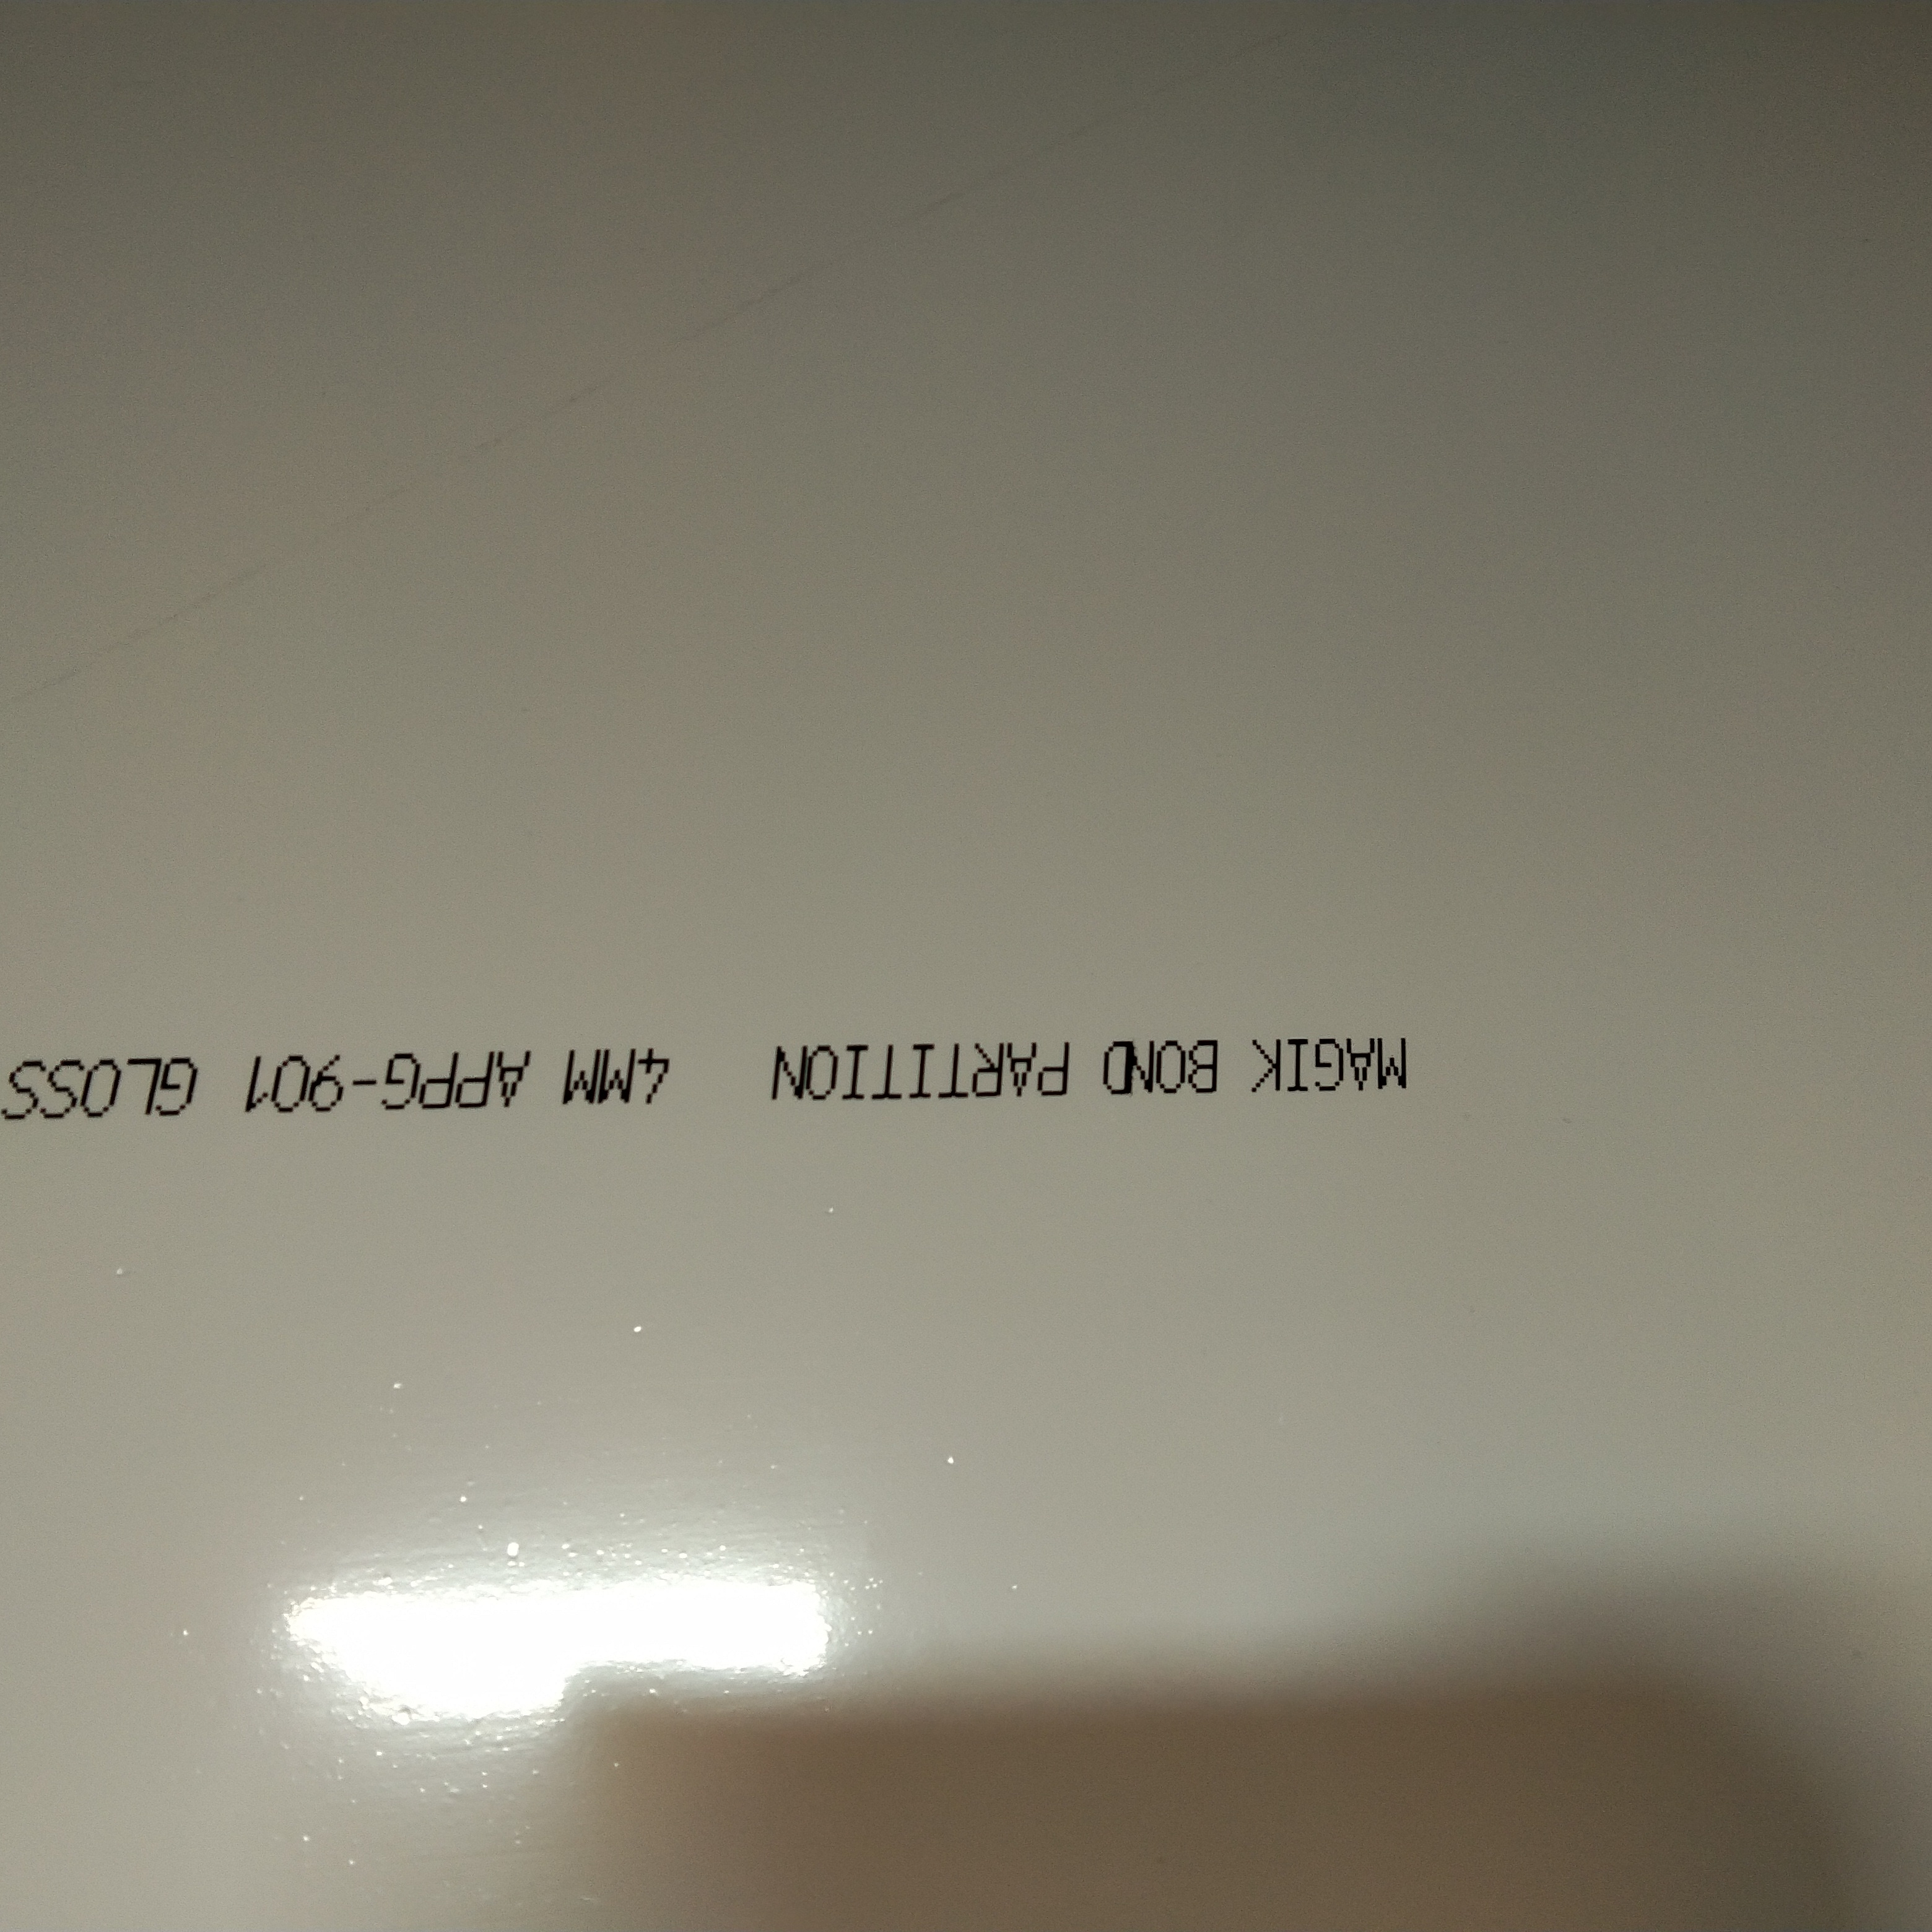 MAGIK BOND PARTITION 4MM APPG-901 GLOSS